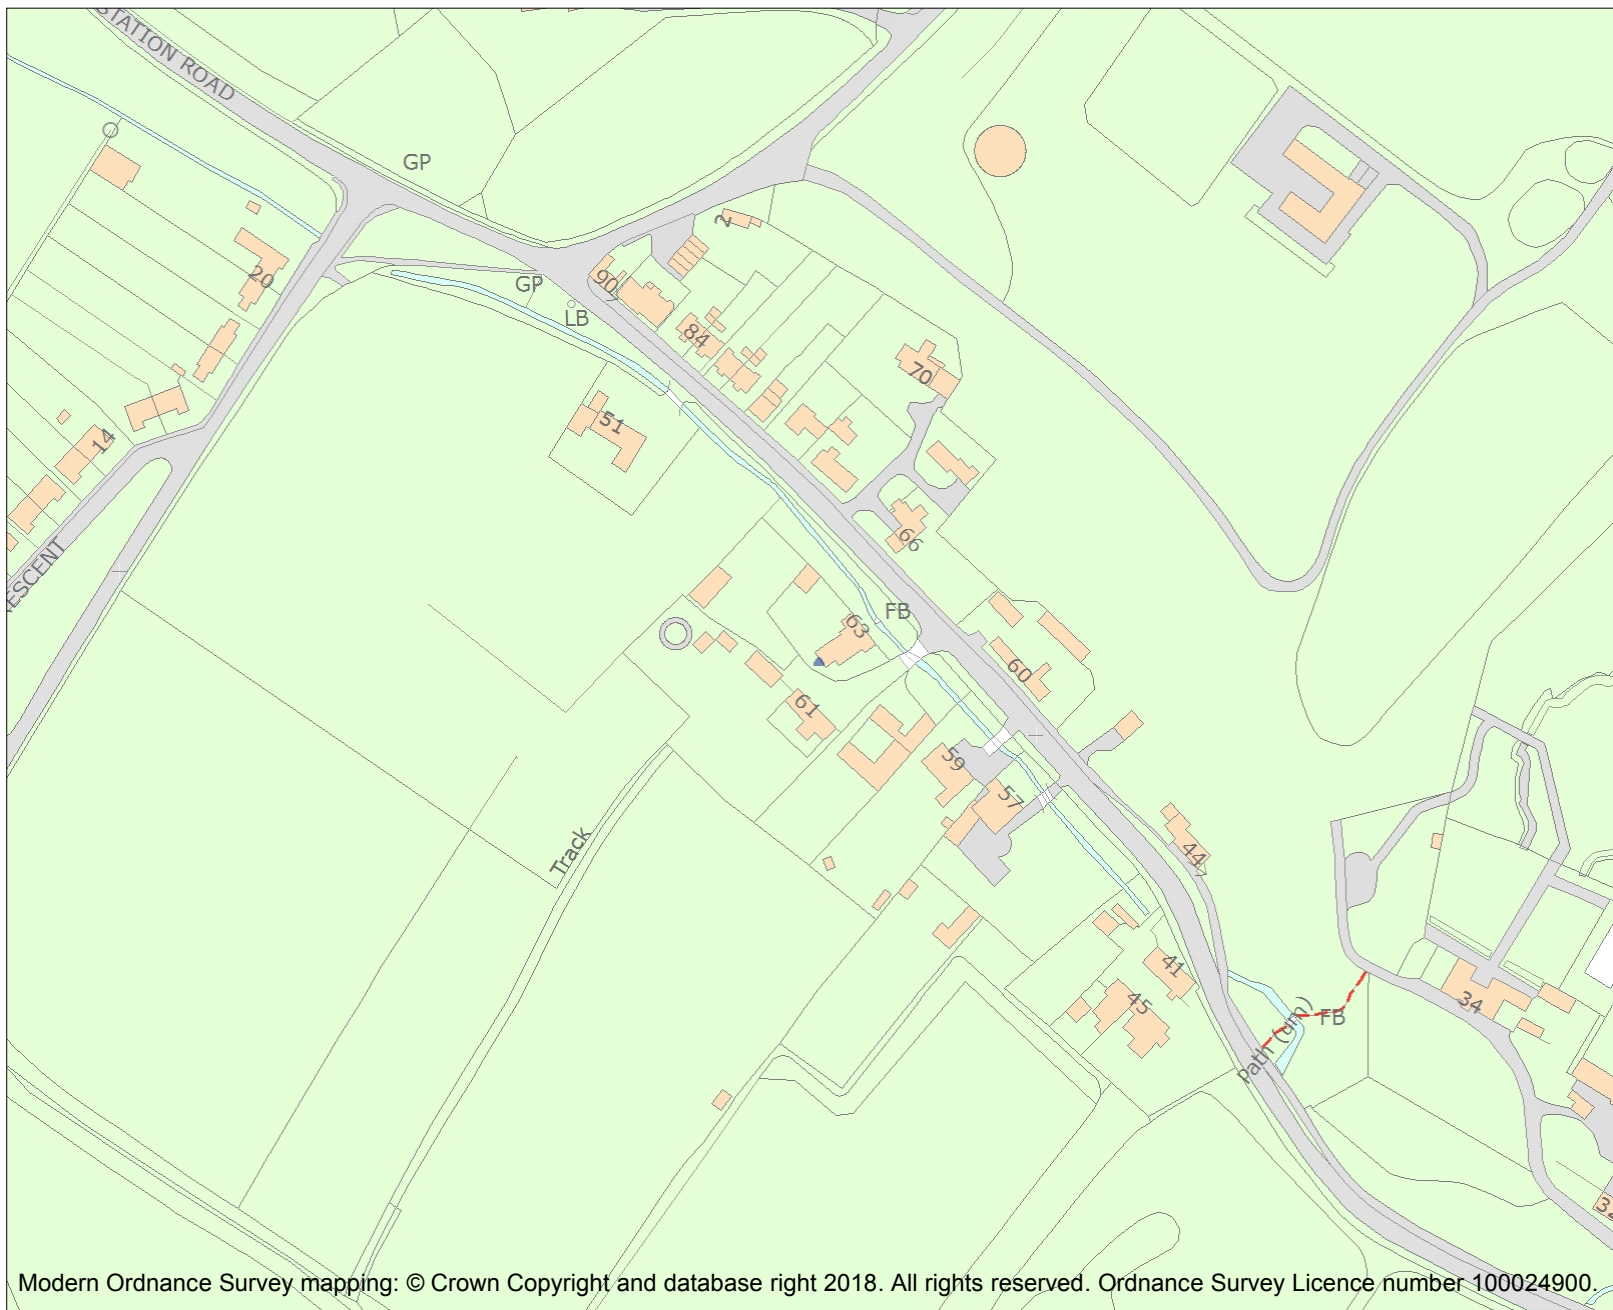 STATION ROAD
GP
2
20
GP
90
LB
84
70
51
14
66
ESCENT
FB
63
60
61
59
57
Track
44
41
45
34
FB
Path (um)
32
Modern Ordnance Survey mapping: © Crown Copyright and database right 2018. All rights reserved. Ordnance Survey Licence number 100024900.